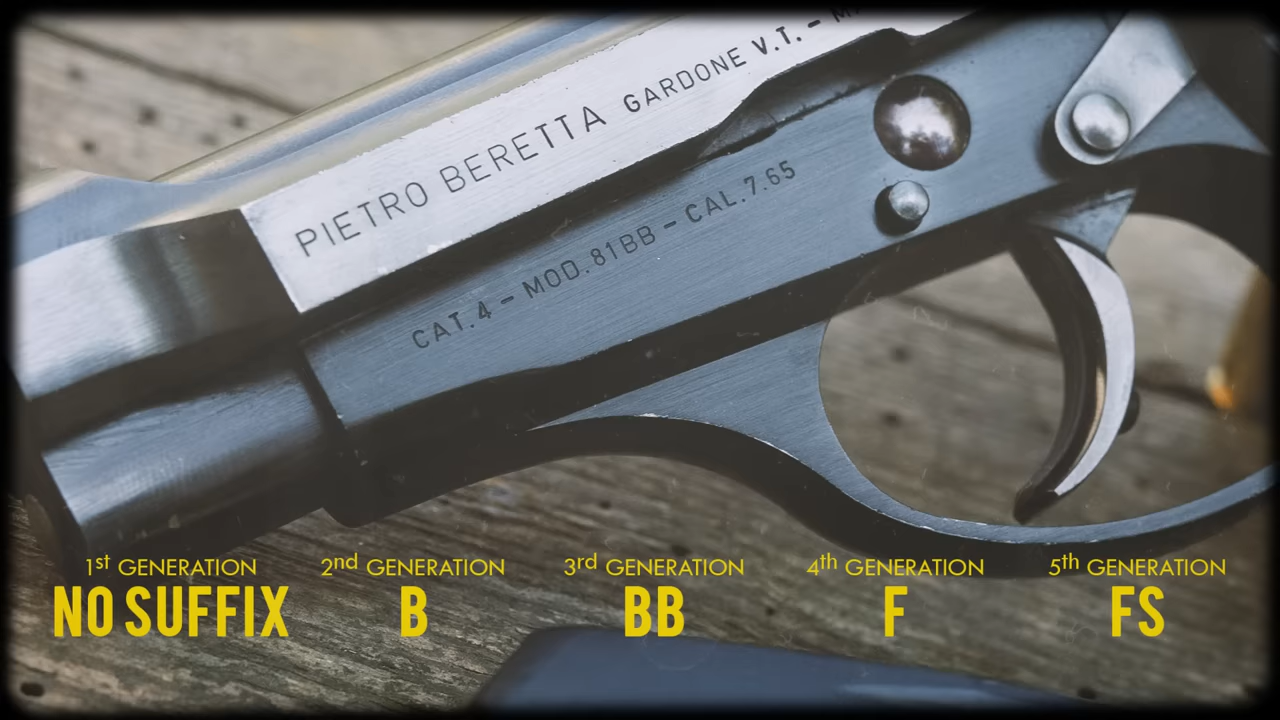 PIETRO BERETTA GARDONE V.T. –
CAT.4 – MOD.81BB – CAL.7.65
1st GENERATION
NO SUFFIX
2nd GENERATION
B
3rd GENERATION
BB
4th GENERATION
F
5th GENERATION
FS